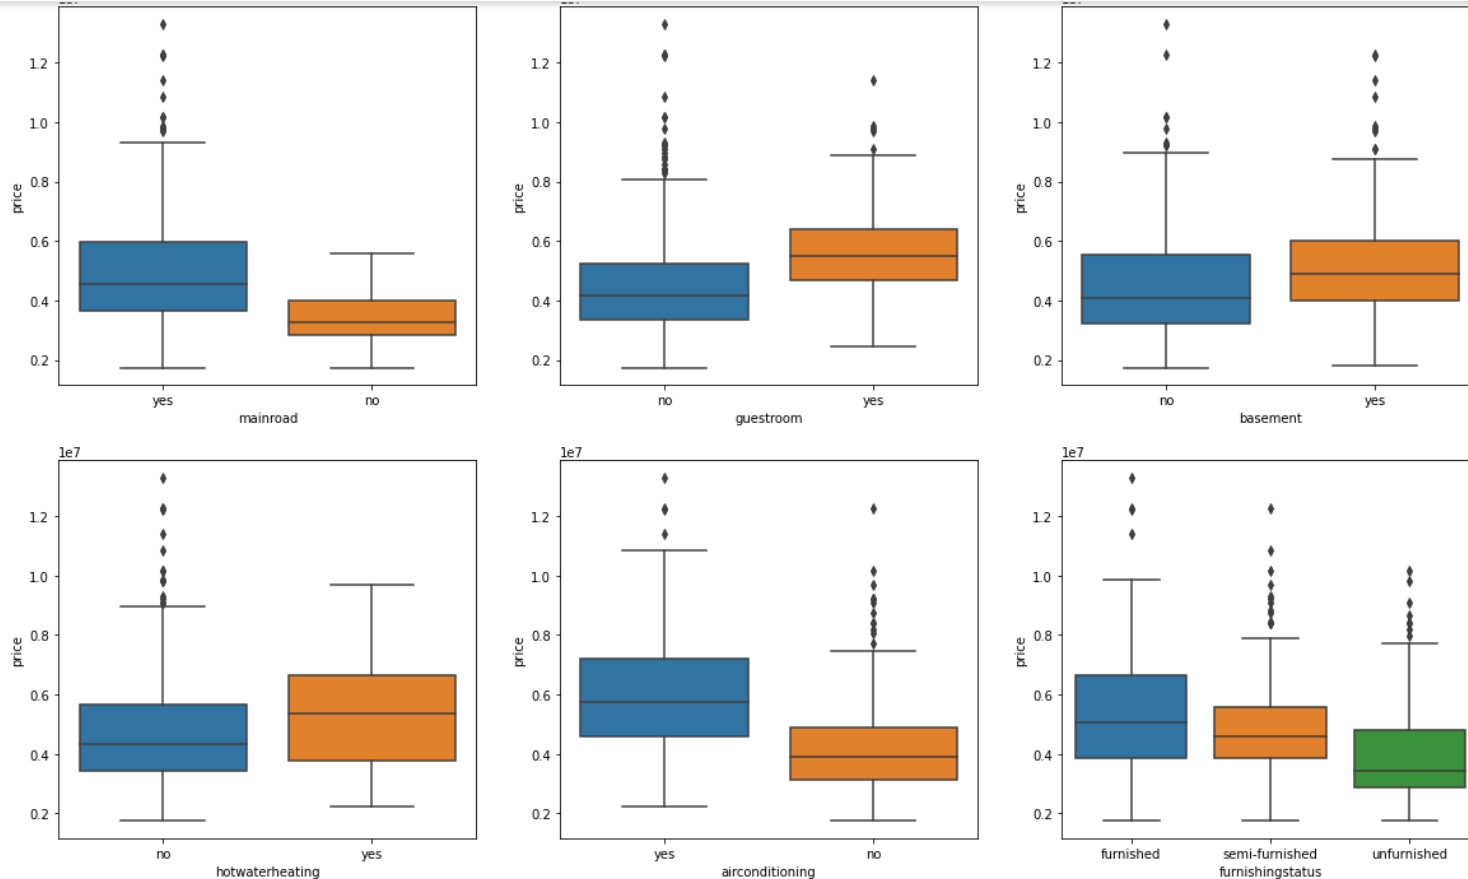 1.2
1.0
0.8
0.6
0.4
0.2
price
yes no
mainroad
1.2
1.0
0.8
0.6
0.4
0.2
price
no yes
guestroom
1.2
1.0
0.8
0.6
0.4
0.2
price
no yes
basement
1e7
1.2
1.0
0.8
0.6
0.4
0.2
price
no yes
hotwaterheating
1e7
1.2
1.0
0.8
0.6
0.4
0.2
price
yes no
airconditioning
1e7
1.2
1.0
0.8
0.6
0.4
0.2
price
furnished semi-furnished unfurnished
furnishingstatus